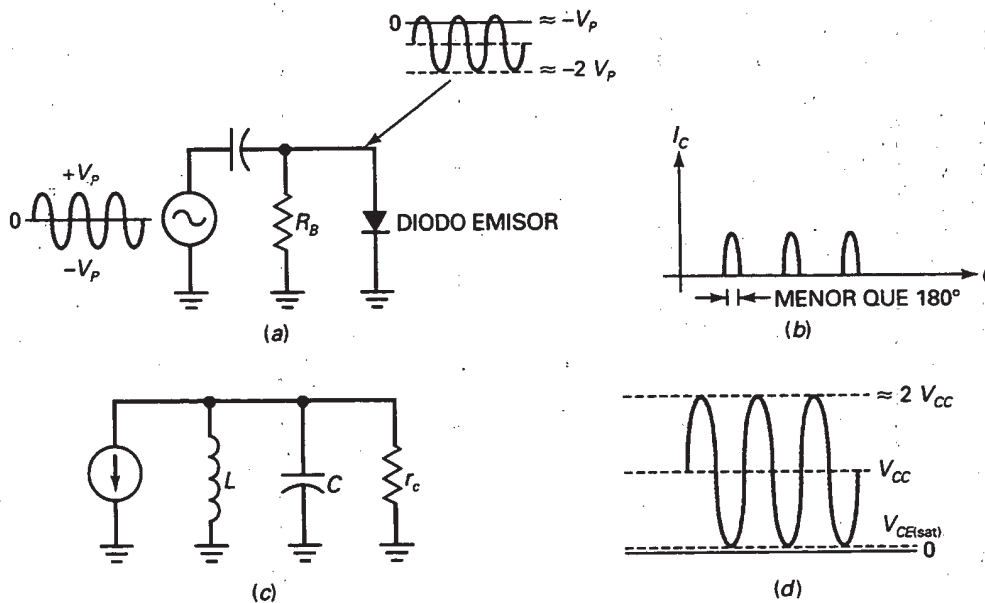 0
≈ −V_P
≈ −2 V_P
+V_P
0
−V_P
R_B
DIODO EMISOR
(a)
I_C
MENOR QUE 180°
(b)
L
C
r_c
(c)
≈ 2 V_CC
V_CC
V_CE(sat)
0
(d)